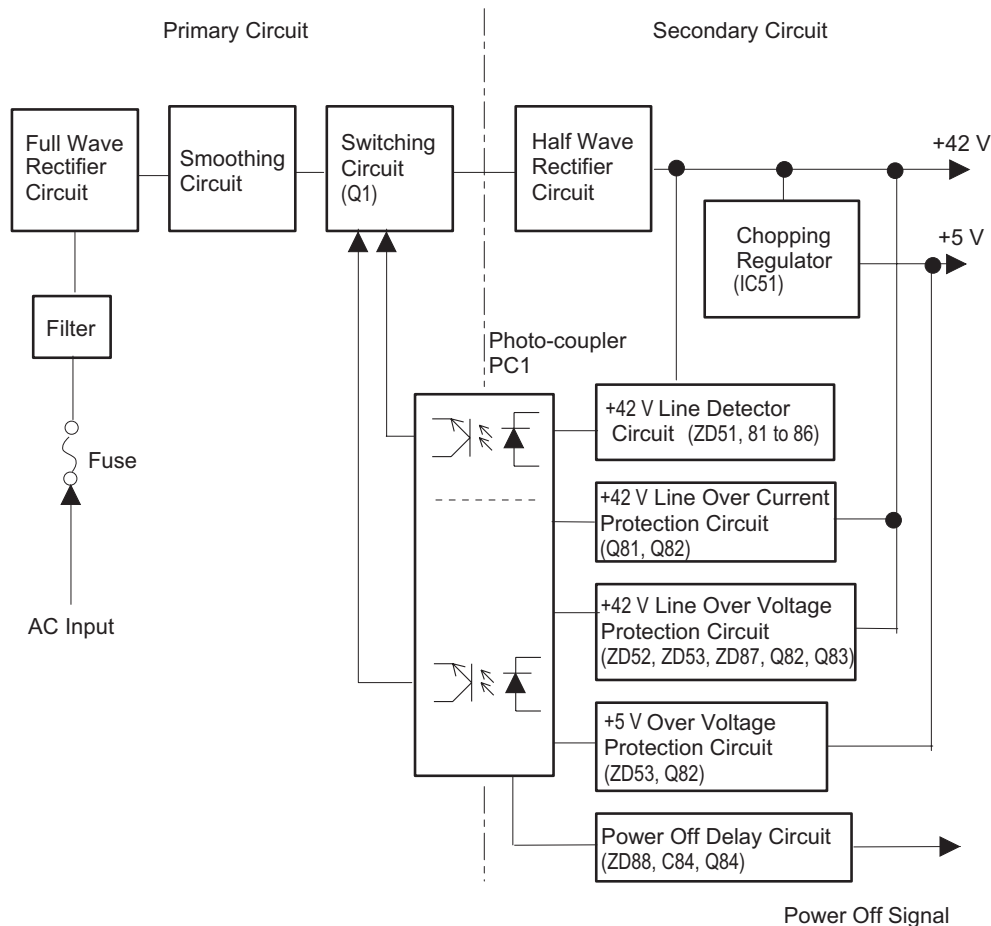 Primary Circuit
Secondary Circuit
Full Wave
Rectifier
Circuit
Smoothing
Circuit
Switching
Circuit
(Q1)
Half Wave
Rectifier
Circuit
+42 V
Chopping
Regulator
(IC51)
+5 V
Filter
Photo-coupler
PC1
Fuse
AC Input
+42 V Line Detector
Circuit (ZD51, 81 to 86)
+42 V Line Over Current
Protection Circuit
(Q81, Q82)
+42 V Line Over Voltage
Protection Circuit
(ZD52, ZD53, ZD87, Q82, Q83)
+5 V Over Voltage
Protection Circuit
(ZD53, Q82)
Power Off Delay Circuit
(ZD88, C84, Q84)
Power Off Signal